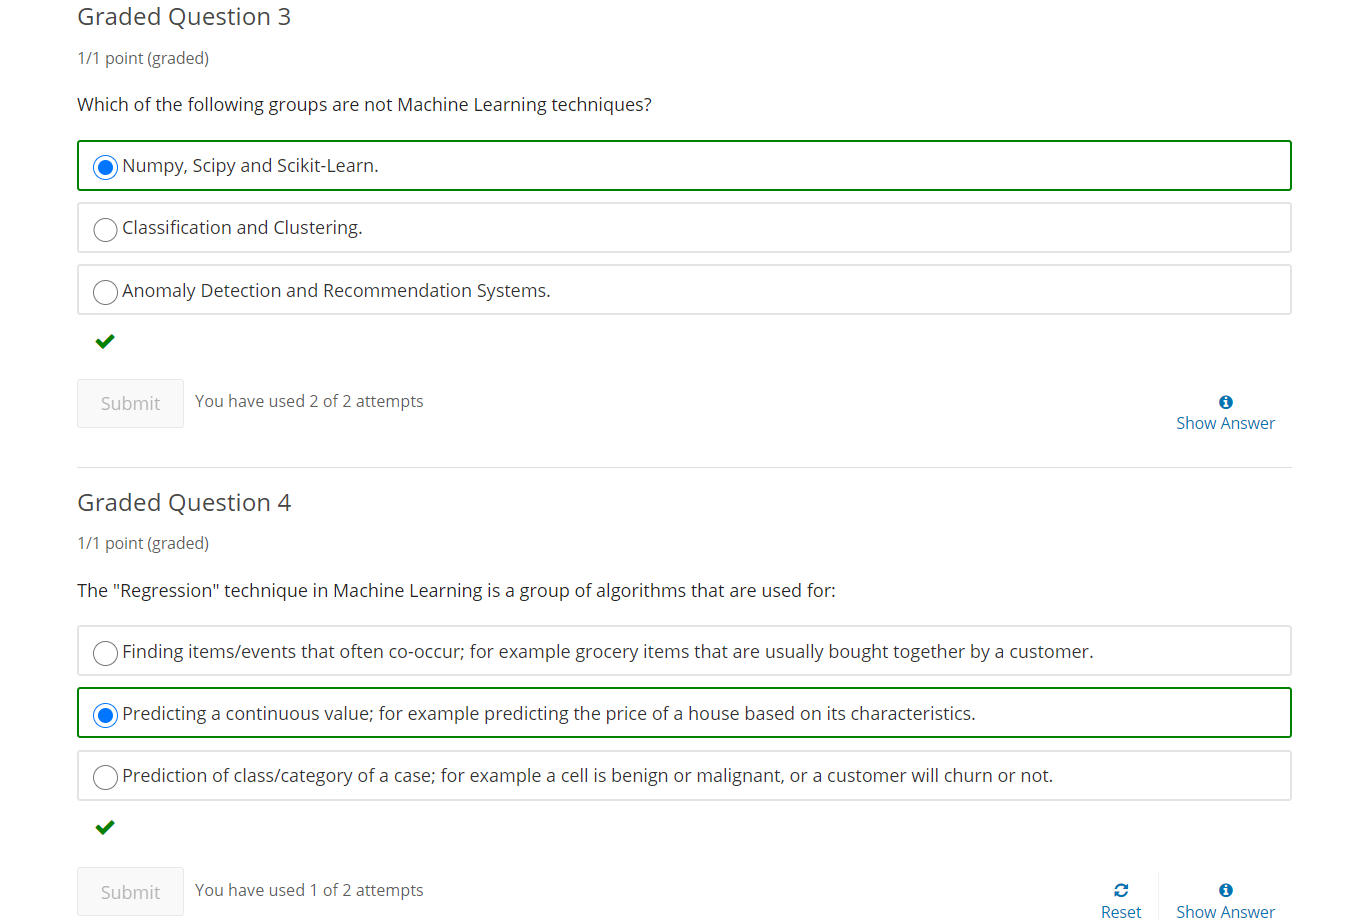 Graded Question 3
1/1 point (graded)
Which of the following groups are not Machine Learning techniques?
Numpy, Scipy and Scikit-Learn.
Classification and Clustering.
Anomaly Detection and Recommendation Systems.
Submit
You have used 2 of 2 attempts
Show Answer
Graded Question 4
1/1 point (graded)
The "Regression" technique in Machine Learning is a group of algorithms that are used for:
Finding items/events that often co-occur; for example grocery items that are usually bought together by a customer.
Predicting a continuous value; for example predicting the price of a house based on its characteristics.
Prediction of class/category of a case; for example a cell is benign or malignant, or a customer will churn or not.
Submit
You have used 1 of 2 attempts
Reset
Show Answer